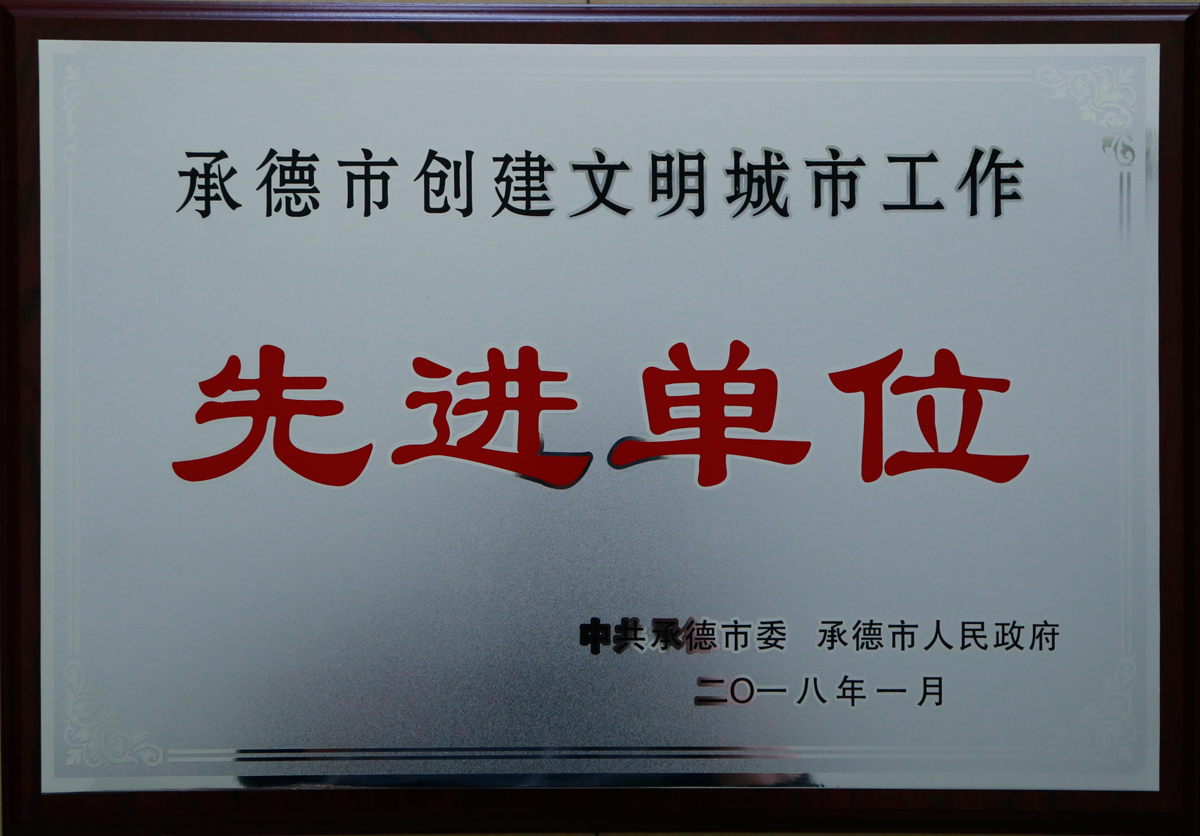 承德市创建文明城市工作
先进单位
中共承德市委 承德市人民政府
二〇一八年一月